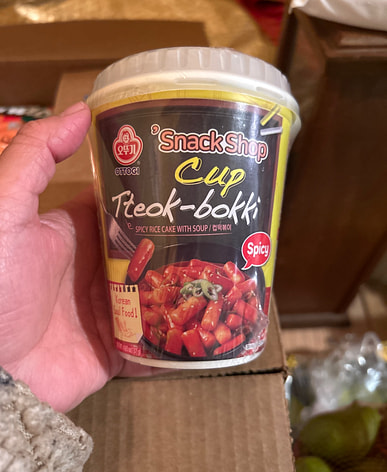 오뚜기
OTTOGI
'Snack Shop
Cup
Tteok-bokki
SPICY RICE CAKE WITH SOUP / 컵떡볶이
Spicy
Korean
Soul Food!